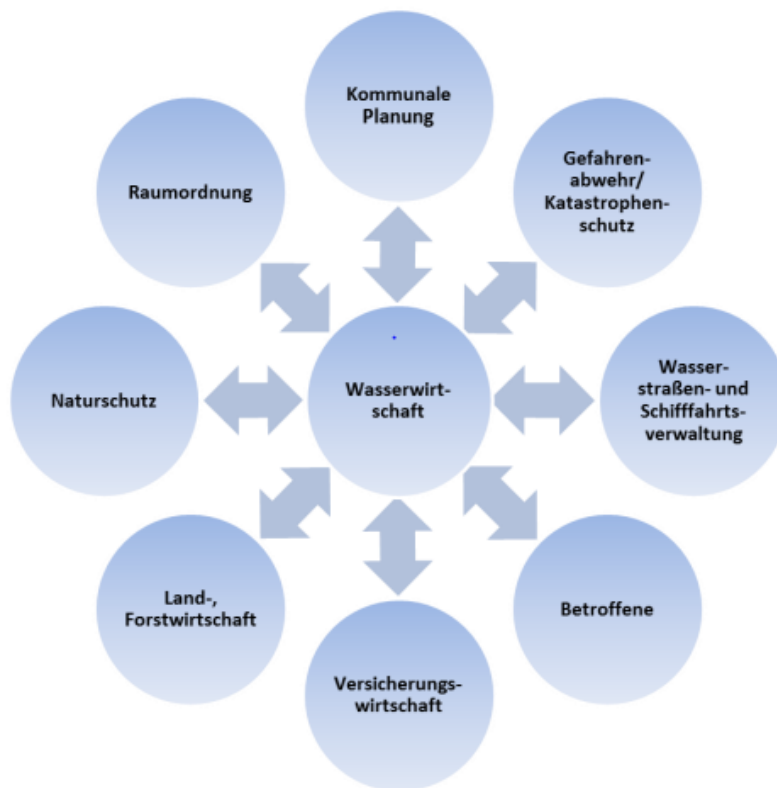 Kommunale
Planung
Gefahren-
abwehr/
Katastrophen-
schutz
Raumordnung
Naturschutz
Wasserwirt-
schaft
Wasser-
straßen- und
Schifffahrts-
verwaltung
Land-,
Forstwirtschaft
Betroffene
Versicherungs-
wirtschaft